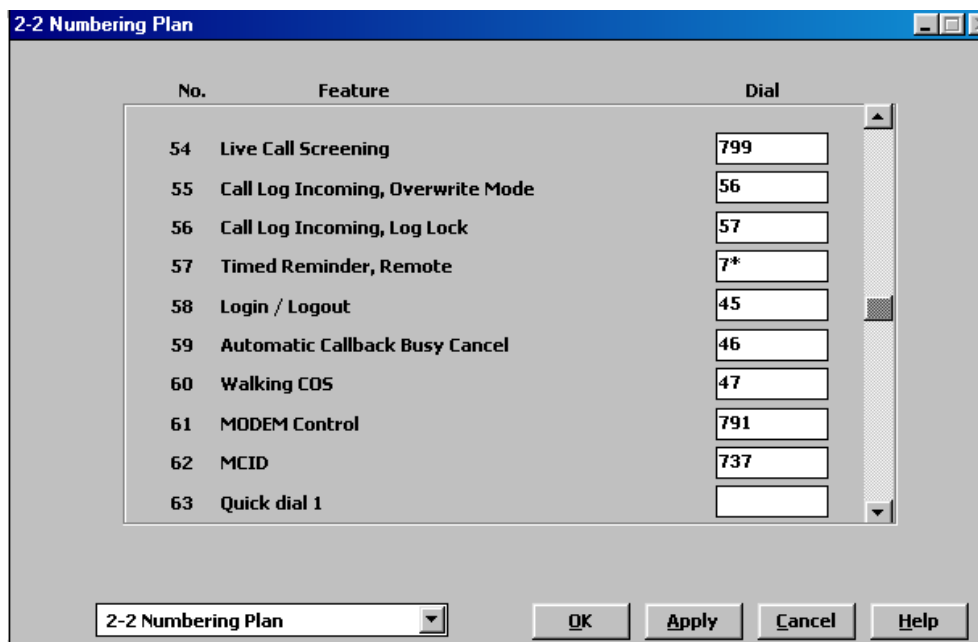 2-2 Numbering Plan
No. Feature Dial
54 Live Call Screening 799
55 Call Log Incoming, Overwrite Mode 56
56 Call Log Incoming, Log Lock 57
57 Timed Reminder, Remote 7*
58 Login / Logout 45
59 Automatic Callback Busy Cancel 46
60 Walking COS 47
61 MODEM Control 791
62 MCID 737
63 Quick dial 1
2-2 Numbering Plan OK Apply Cancel Help